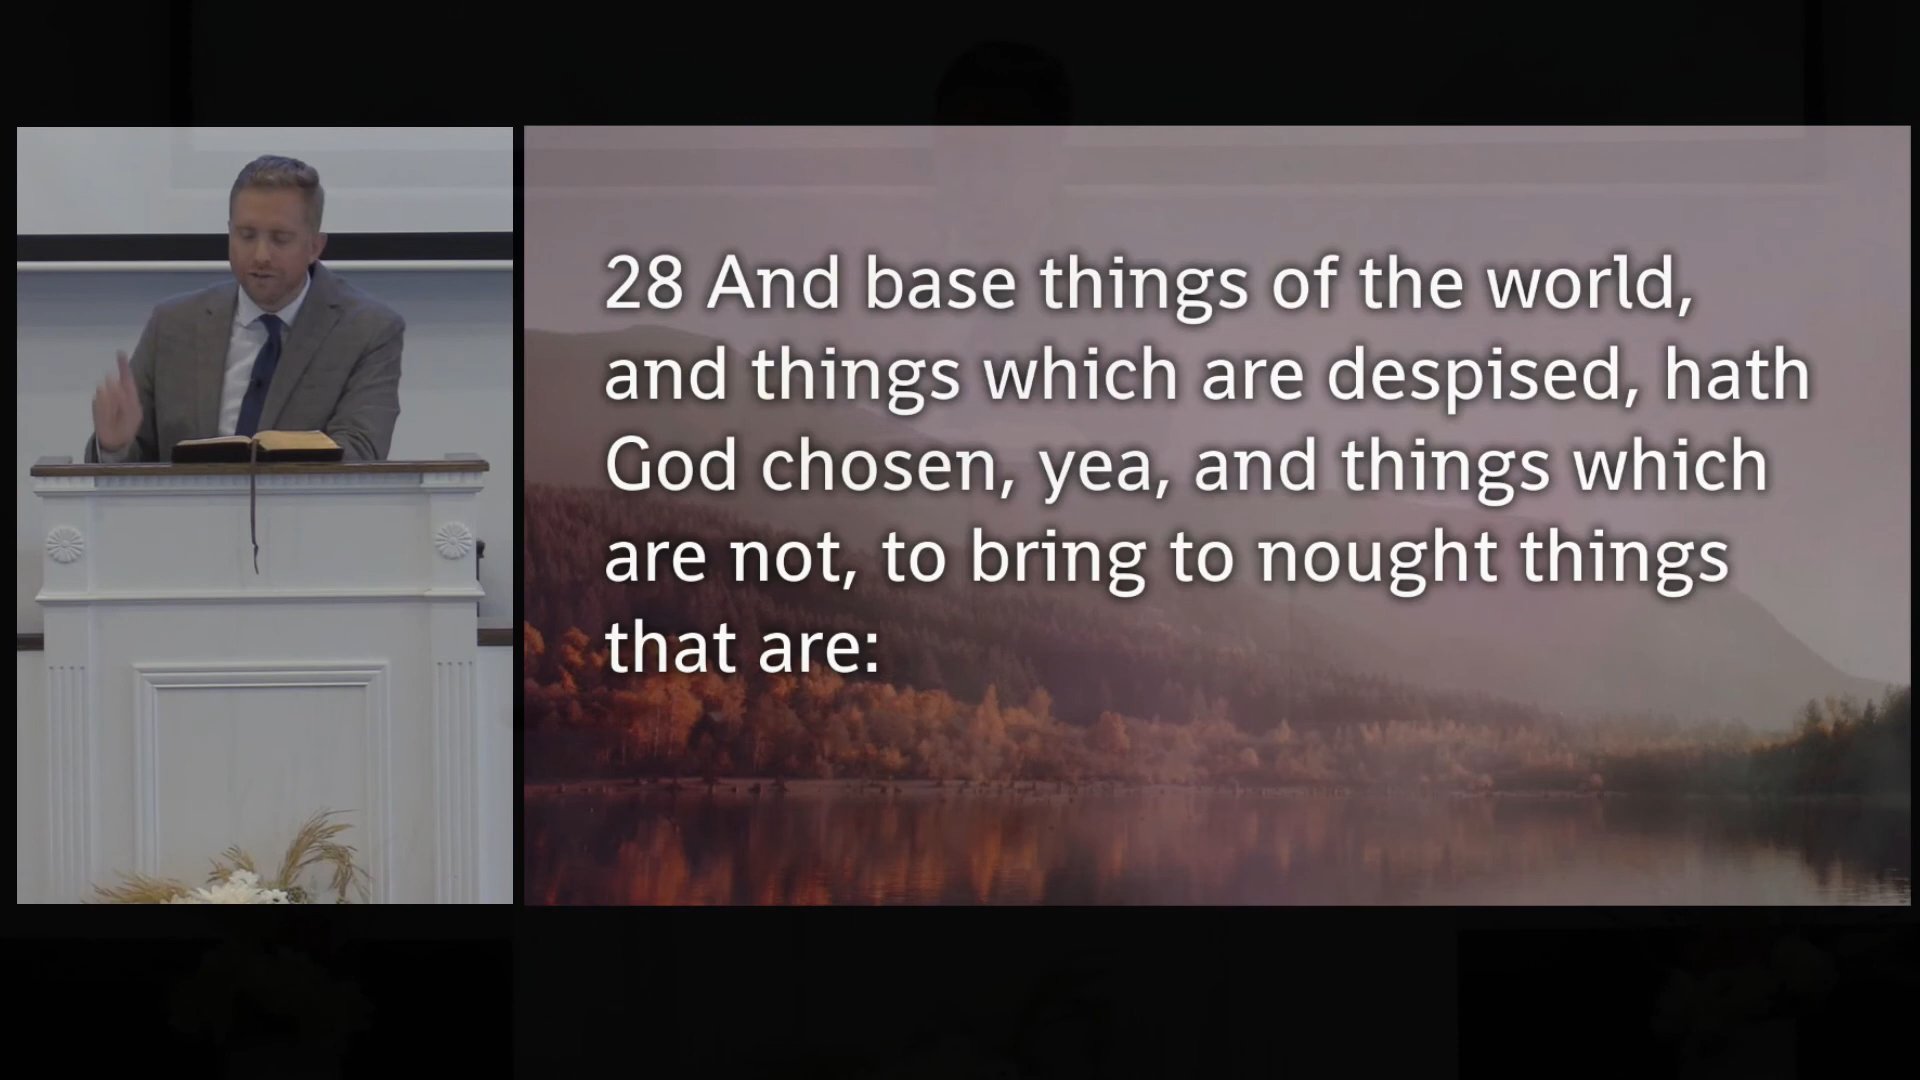 28 And base things of the world,
and things which are despised, hath
God chosen, yea, and things which
are not, to bring to nought things
that are: